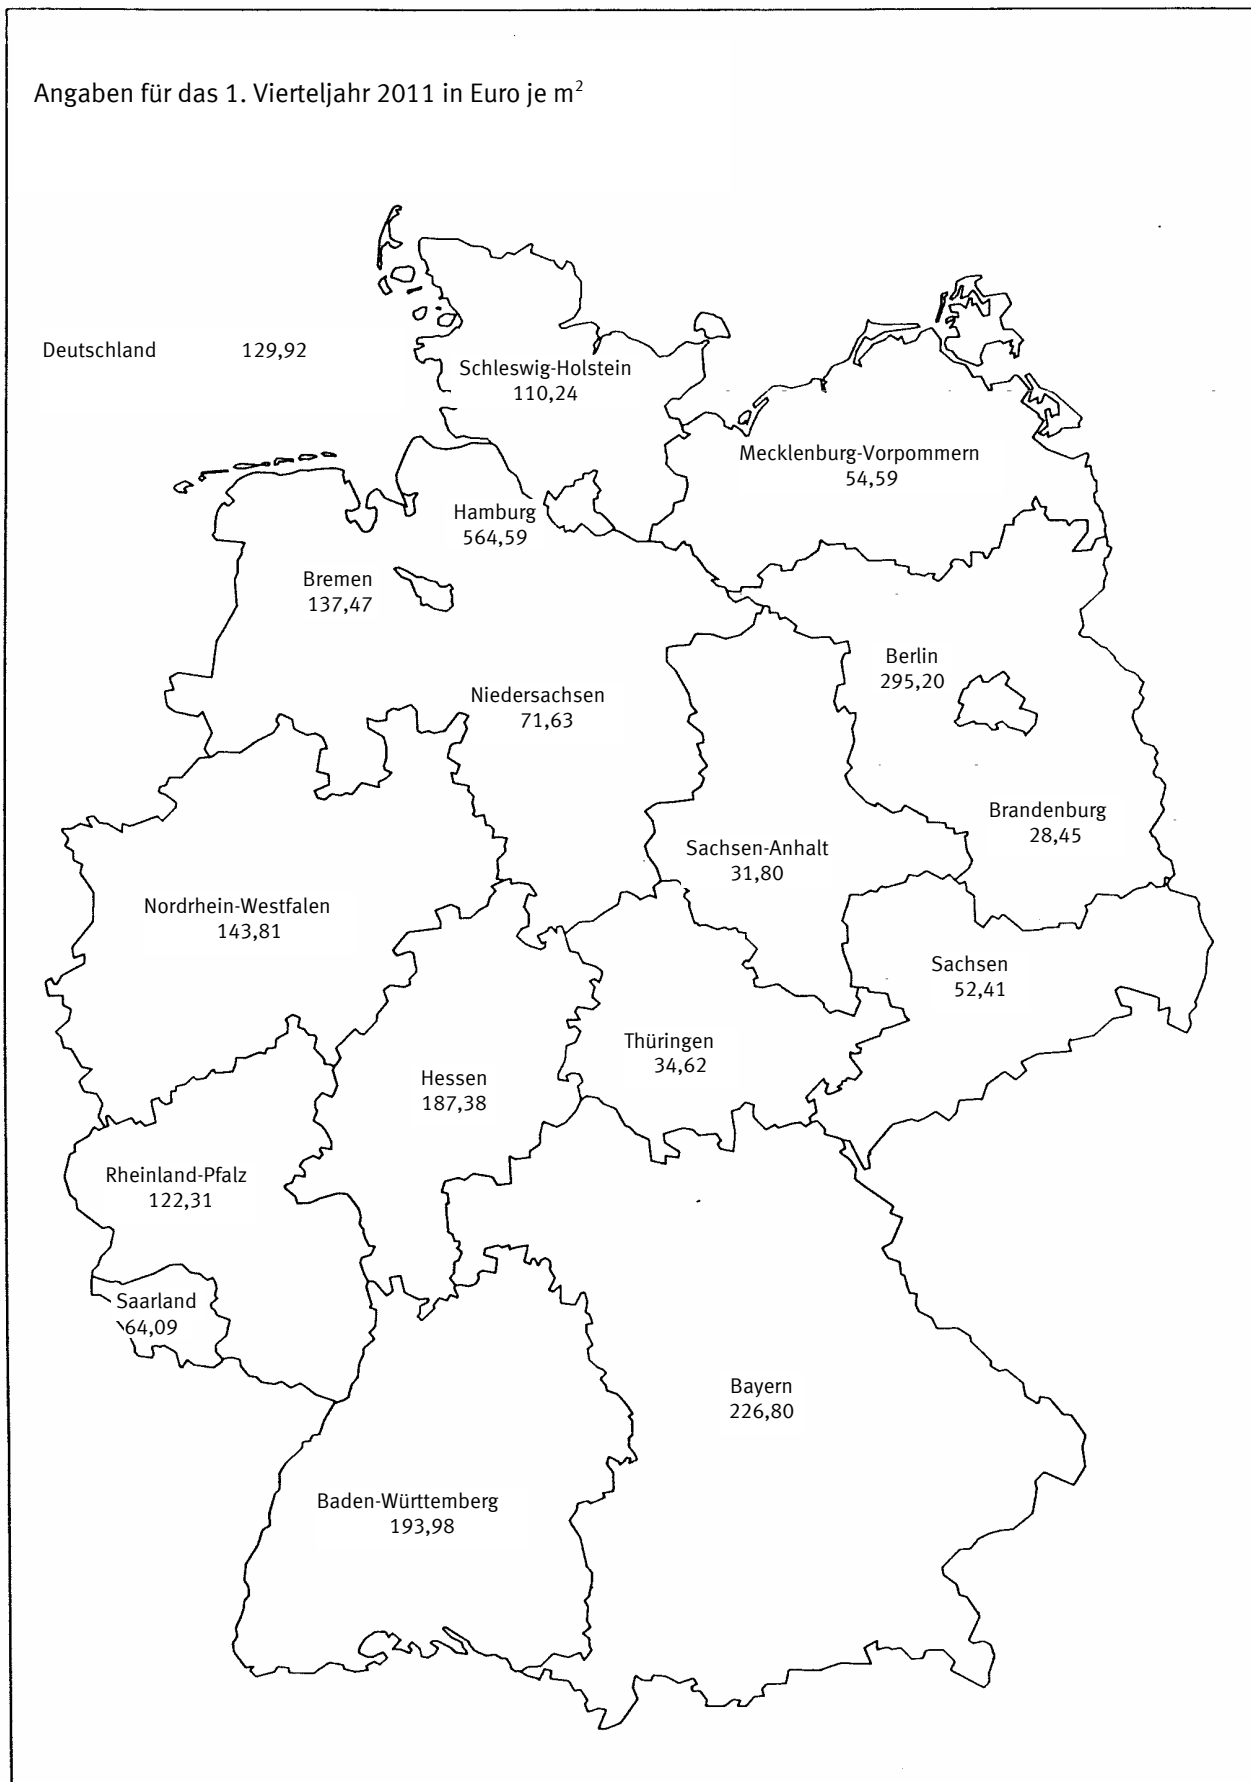 Angaben für das 1. Vierteljahr 2011 in Euro je m²
Deutschland 129,92
Schleswig-Holstein
110,24
Mecklenburg-Vorpommern
54,59
Hamburg
564,59
Bremen
137,47
Berlin
295,20
Niedersachsen
71,63
Brandenburg
28,45
Sachsen-Anhalt
31,80
Nordrhein-Westfalen
143,81
Sachsen
52,41
Thüringen
34,62
Hessen
187,38
Rheinland-Pfalz
122,31
Saarland
64,09
Bayern
226,80
Baden-Württemberg
193,98